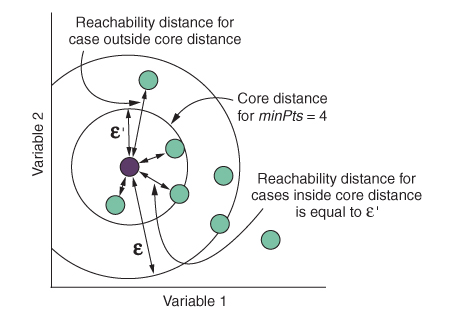 Reachability distance for
case outside core distance
Core distance
for minPts = 4
ε'
Variable 2
Reachability distance for
cases inside core distance
is equal to ε'
ε
Variable 1